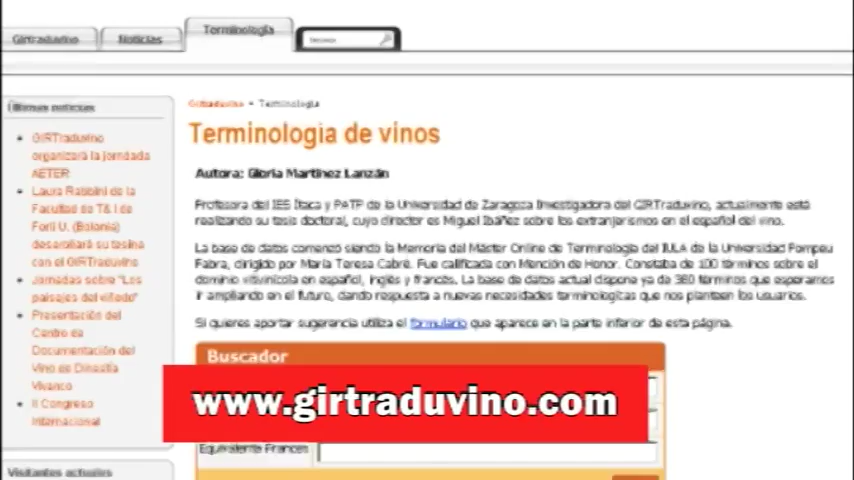 Girtraduvino
Noticias
Terminología
Girtraduvino • Terminología
Últimas noticias
GIRTraduvino
organizará la jornada
AETER
Laura Rabbini de la
Facultad de T& I de
Forlì U. (Bolonia)
desarrollará su tesina
con el GIRTraduvino
Jornadas sobre "Los
paisajes del viñedo"
Presentación del
Centro de
Documentación del
Vino de Dinastía
Vivanco
II Congreso
Internacional
Visitantes actuales
Terminología de vinos
Autora: Gloria Martínez Lanzán
Profesora del IES Ítaca y PATP de la Universidad de Zaragoza Investigadora del GIRTraduvino, actualmente está
realizando su tesis doctoral, cuyo director es Miguel Ibáñez sobre los extranjerismos en el español del vino.
La base de datos comenzó siendo la Memoria del Máster Online de Terminología del IULA de la Universidad Pompeu
Fabra, dirigido por María Teresa Cabré. Fue calificada con Mención de Honor. Constaba de 100 términos sobre el
dominio vitivinícola en español, inglés y francés. La base de datos actual dispone ya de 360 términos que esperamos
ir ampliando en el futuro, dando respuesta a nuevas necesidades terminológicas que nos planteen los usuarios.
Si quieres aportar sugerencia utiliza el formulario que aparece en la parte inferior de esta página.
Buscador
www.girtraduvino.com
Equivalente Francés